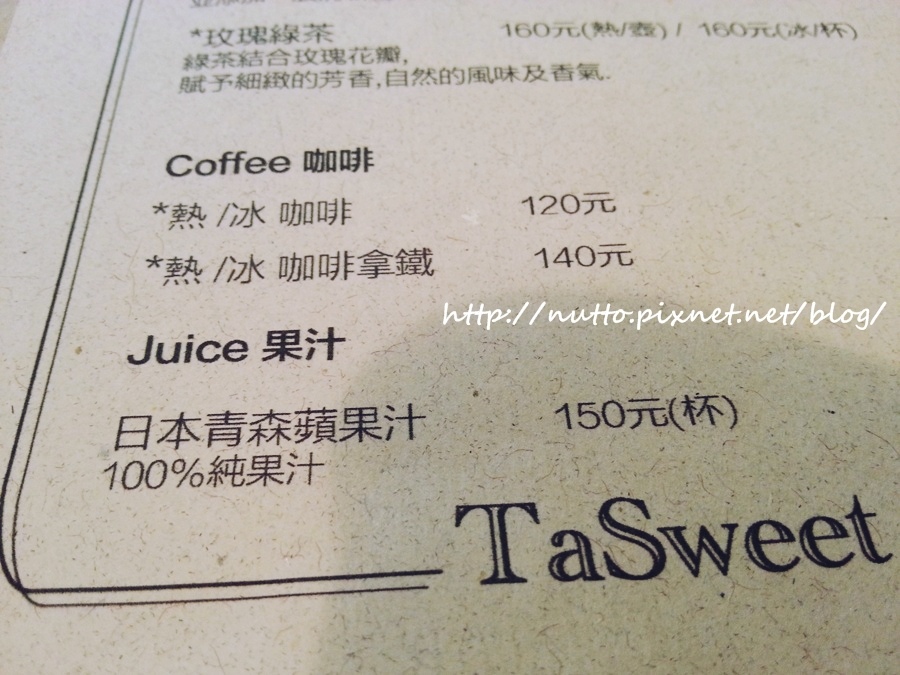 *玫瑰綠茶 160元(熱/壺) / 160元(冰/杯)
綠茶結合玫瑰花瓣,
賦予細緻的芳香,自然的風味及香氣.
Coffee 咖啡
*熱 /冰 咖啡 120元
*熱 /冰 咖啡拿鐵 140元
http://nutto.pixnet.net/blog/
Juice 果汁
日本青森蘋果汁 150元(杯)
100%純果汁
TaSweet